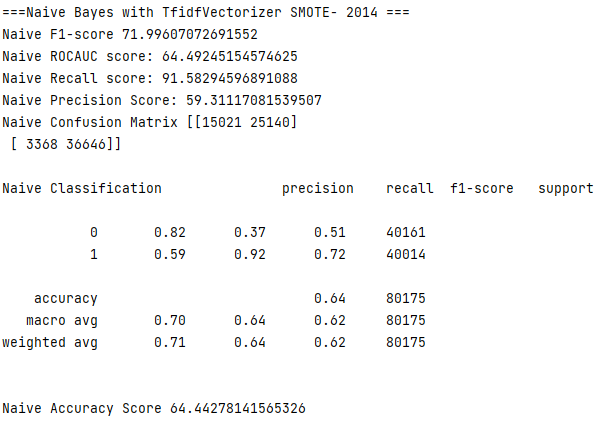 ===Naive Bayes with TfidfVectorizer SMOTE- 2014 ===
Naive F1-score 71.99607072691552
Naive ROCAUC score: 64.49245154574625
Naive Recall score: 91.58294596891088
Naive Precision Score: 59.31117081539507
Naive Confusion Matrix [[15021 25140]
 [ 3368 36646]]
Naive Classification               precision    recall  f1-score   support
           0       0.82      0.37      0.51     40161
           1       0.59      0.92      0.72     40014
    accuracy                           0.64     80175
   macro avg       0.70      0.64      0.62     80175
weighted avg       0.71      0.64      0.62     80175
Naive Accuracy Score 64.44278141565326